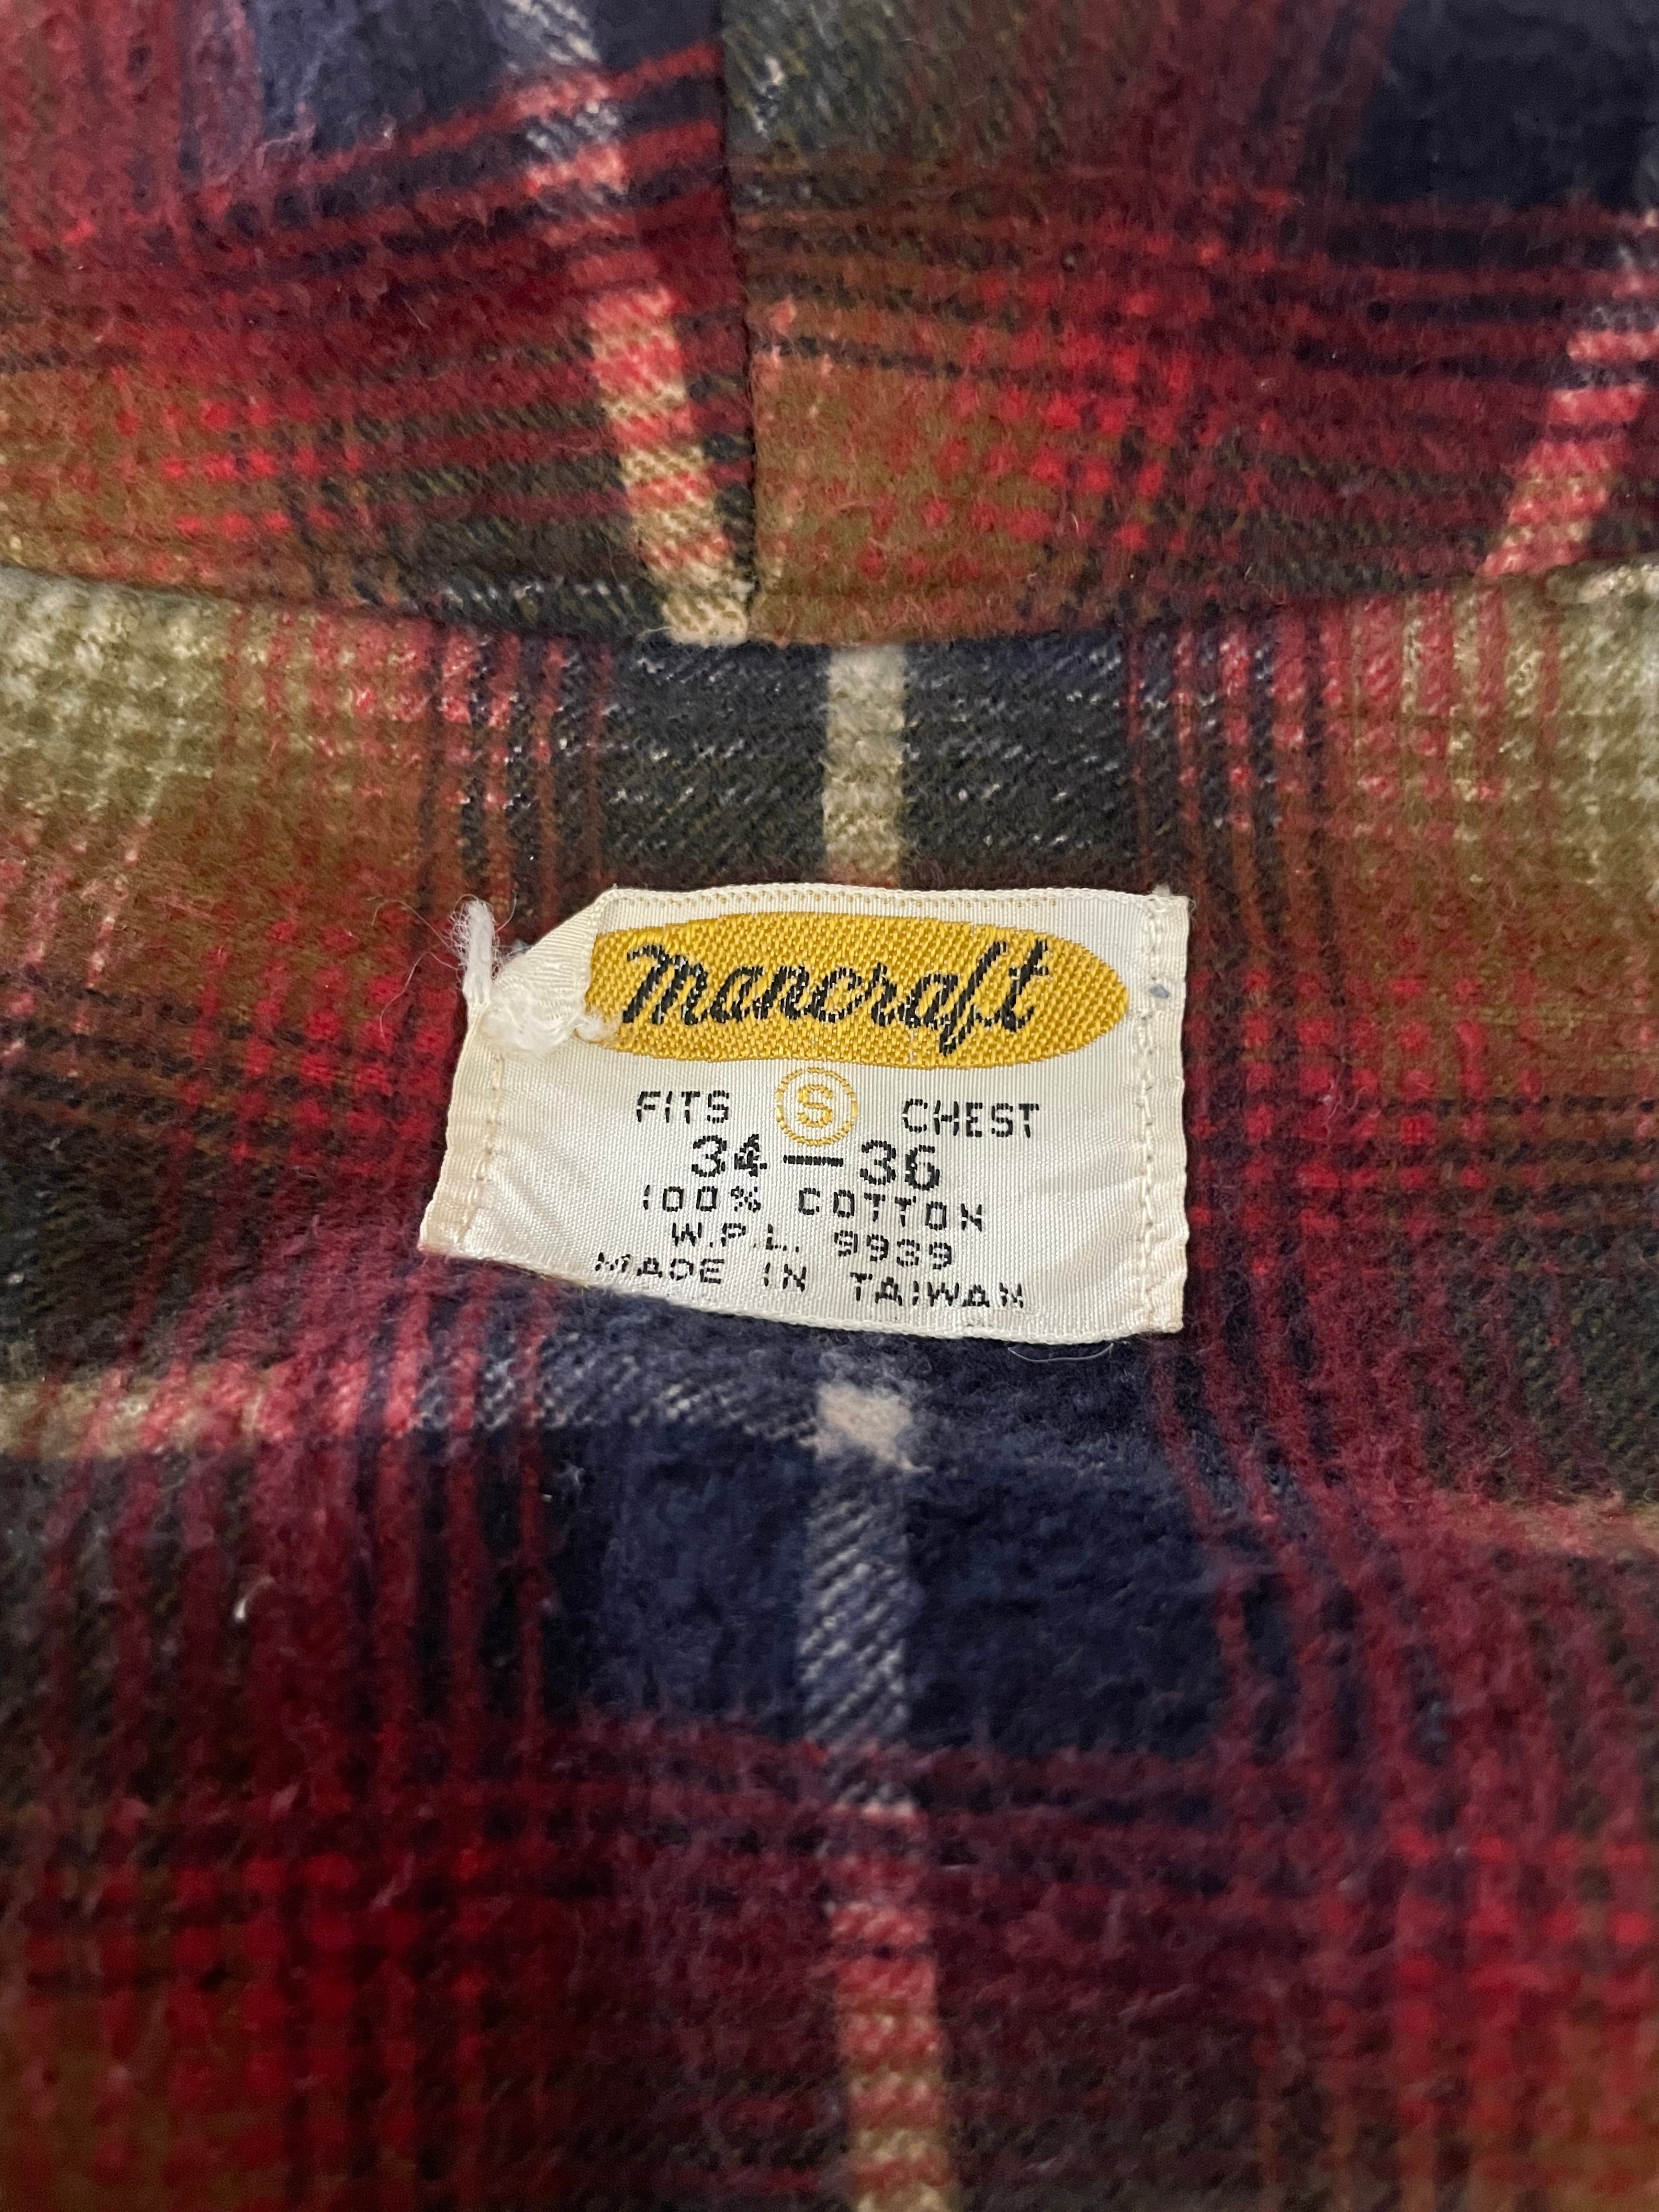 mancraft
FITS S CHEST
34—36
100% COTTON
W.P.L. 9939
MADE IN TAIWAN